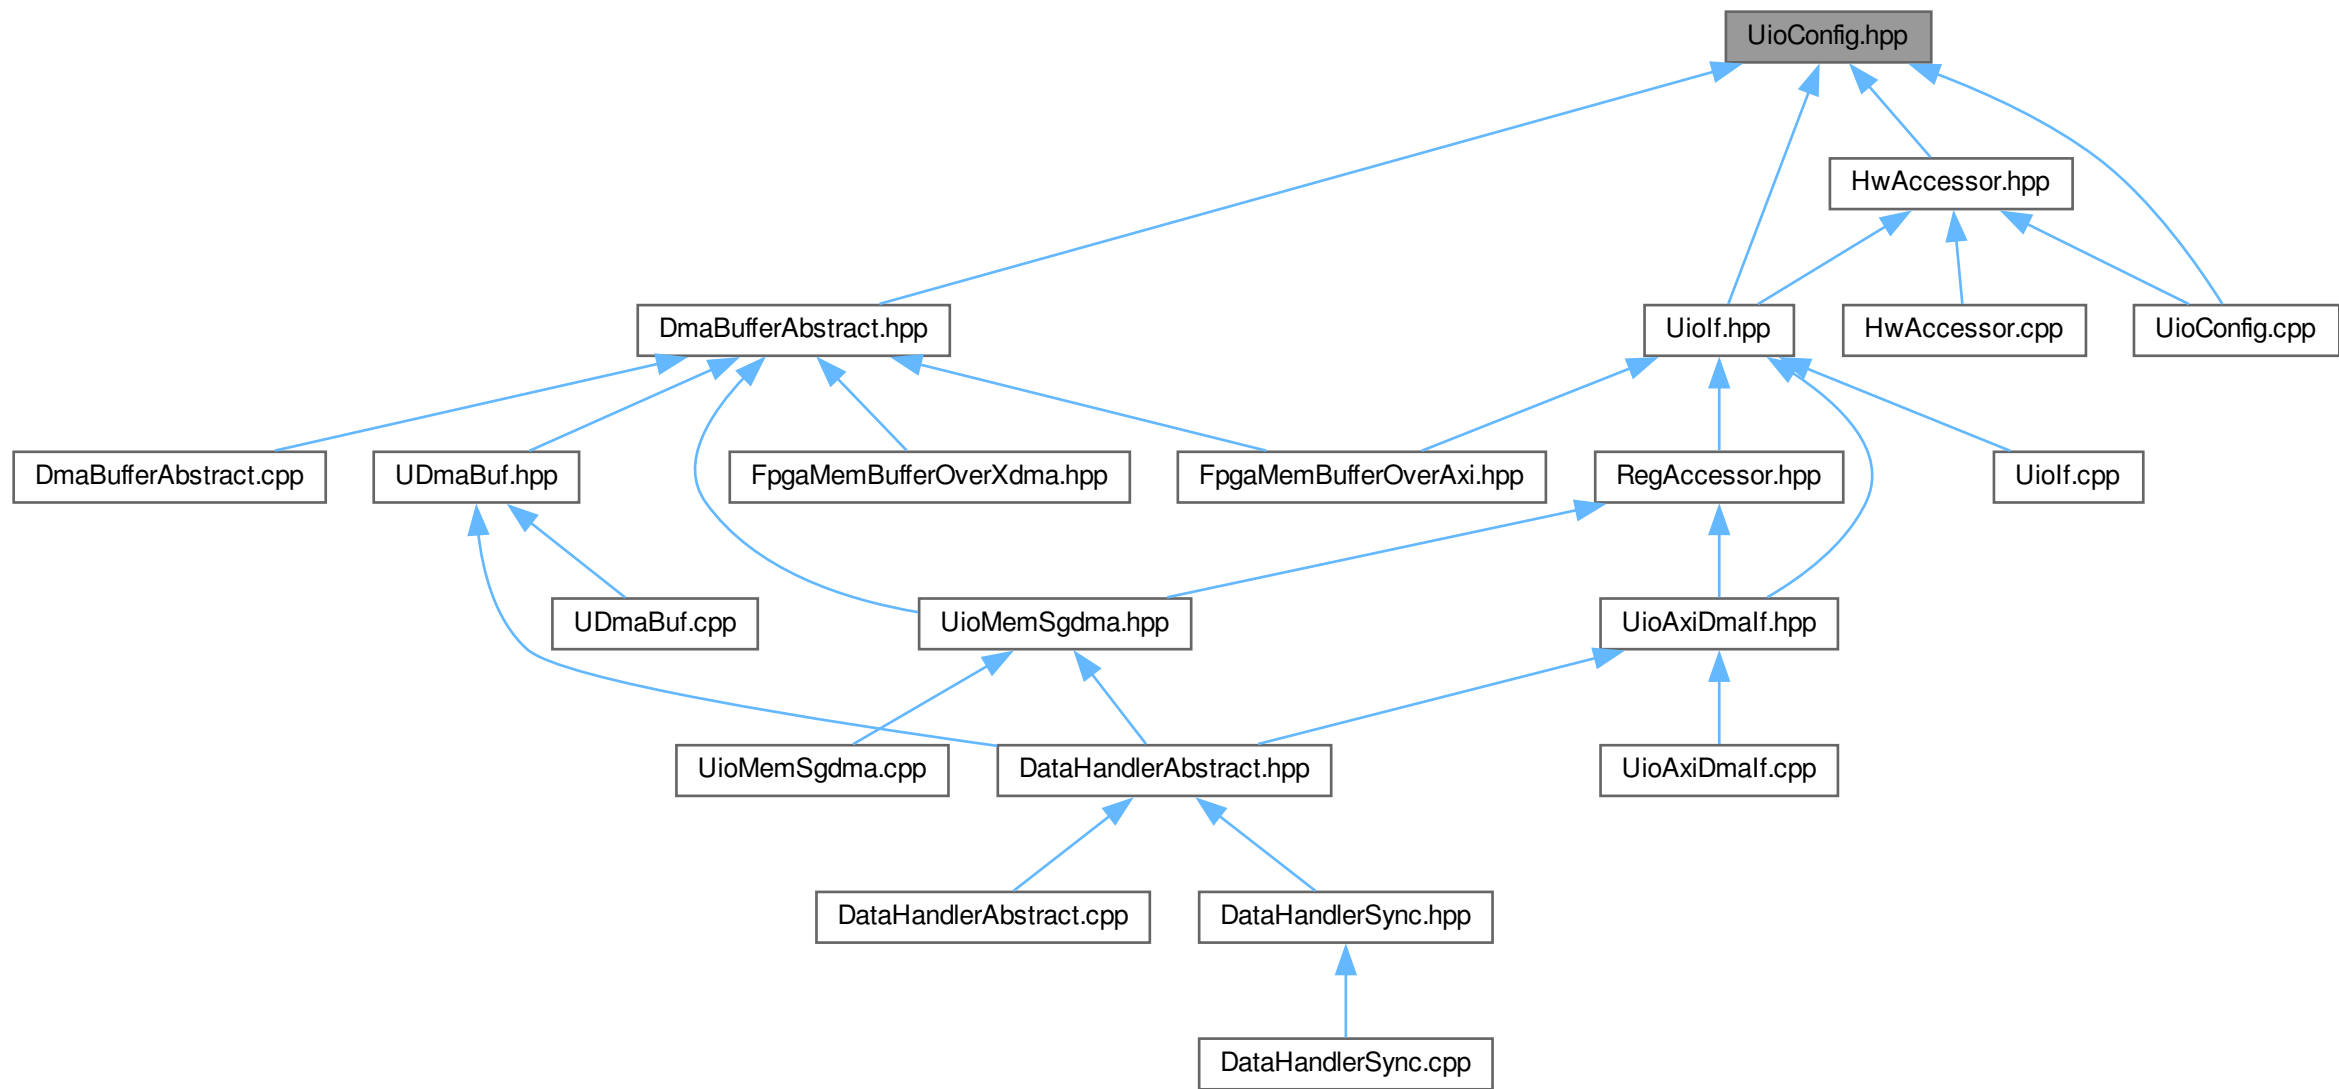 UioConfig.hpp
HwAccessor.hpp
DmaBufferAbstract.hpp
UioIf.hpp
HwAccessor.cpp
UioConfig.cpp
DmaBufferAbstract.cpp
UDmaBuf.hpp
FpgaMemBufferOverXdma.hpp
FpgaMemBufferOverAxi.hpp
RegAccessor.hpp
UioIf.cpp
UDmaBuf.cpp
UioMemSgdma.hpp
UioAxiDmaIf.hpp
UioMemSgdma.cpp
DataHandlerAbstract.hpp
UioAxiDmaIf.cpp
DataHandlerAbstract.cpp
DataHandlerSync.hpp
DataHandlerSync.cpp